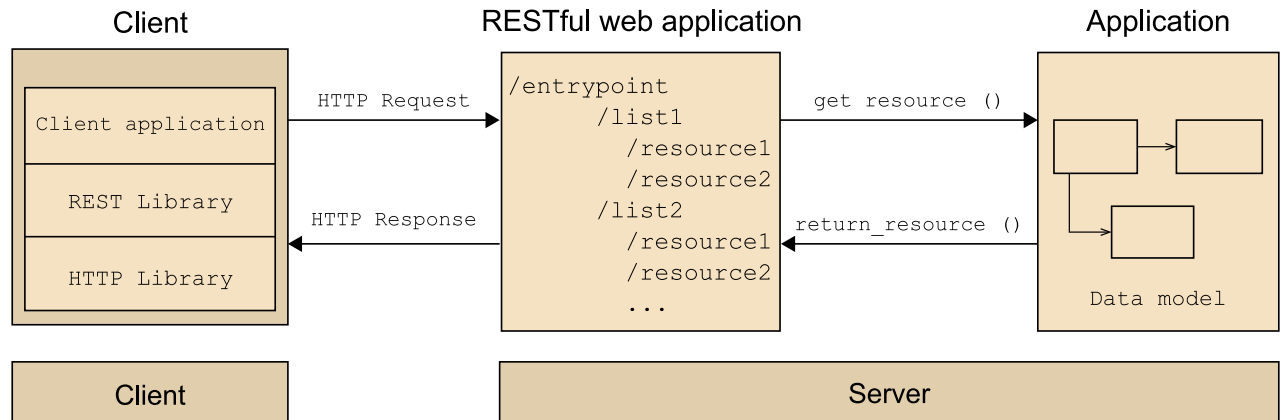 Client
RESTful web application
Application
Client application
REST Library
HTTP Library
HTTP Request
HTTP Response
/entrypoint
/list1
/resource1
/resource2
/list2
/resource1
/resource2
...
get resource ()
return_resource ()
Data model
Client
Server